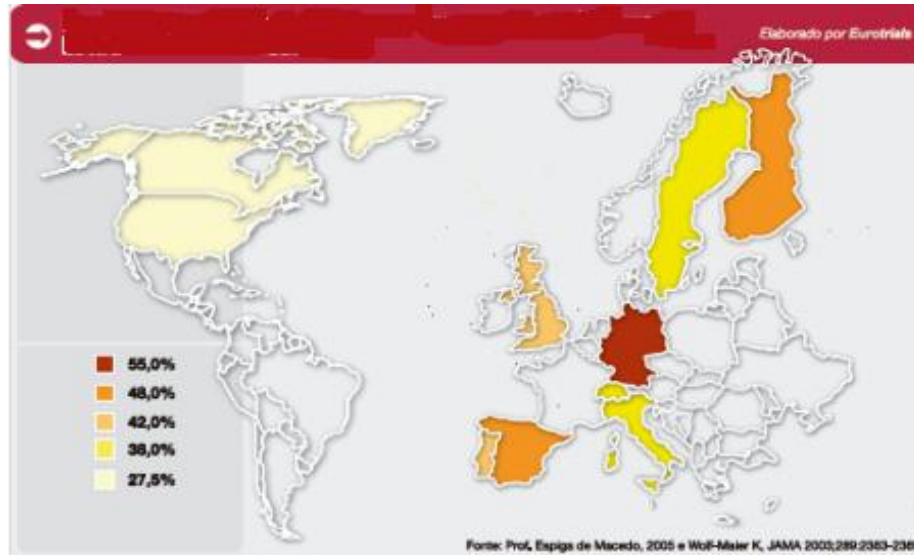 Elaborado por Eurotrials
55,0%
48,0%
42,0%
38,0%
27,5%
Fonte: Prof. Espiga de Macedo, 2005 e Wolf-Maier K, JAMA 2003;289:2363-236